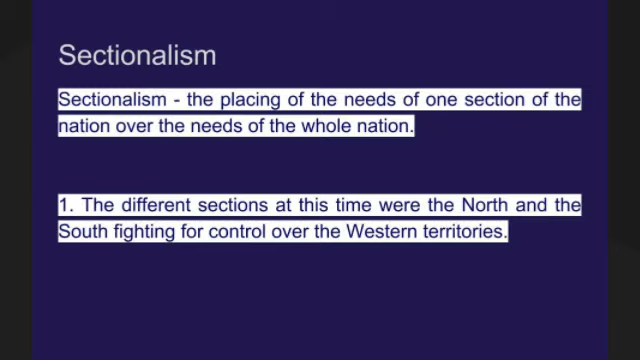 Sectionalism
Sectionalism - the placing of the needs of one section of the
nation over the needs of the whole nation.
1. The different sections at this time were the North and the
South fighting for control over the Western territories.